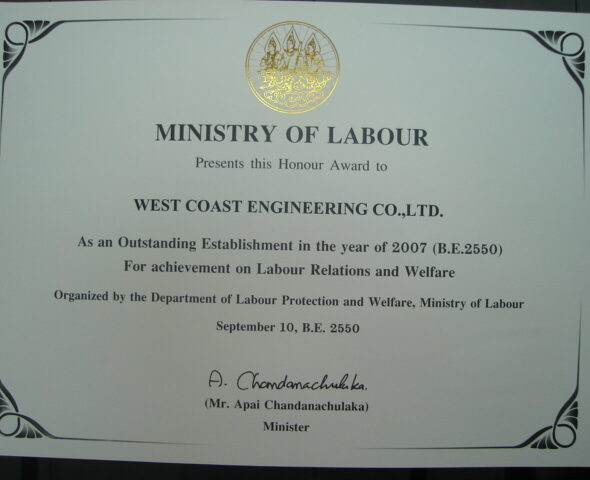 MINISTRY OF LABOUR
Presents this Honour Award to
WEST COAST ENGINEERING CO.,LTD.
As an Outstanding Establishment in the year of 2007 (B.E.2550)
For achievement on Labour Relations and Welfare
Organized by the Department of Labour Protection and Welfare, Ministry of Labour
September 10, B.E. 2550
A. Chandanachulaka.
(Mr. Apai Chandanachulaka)
Minister